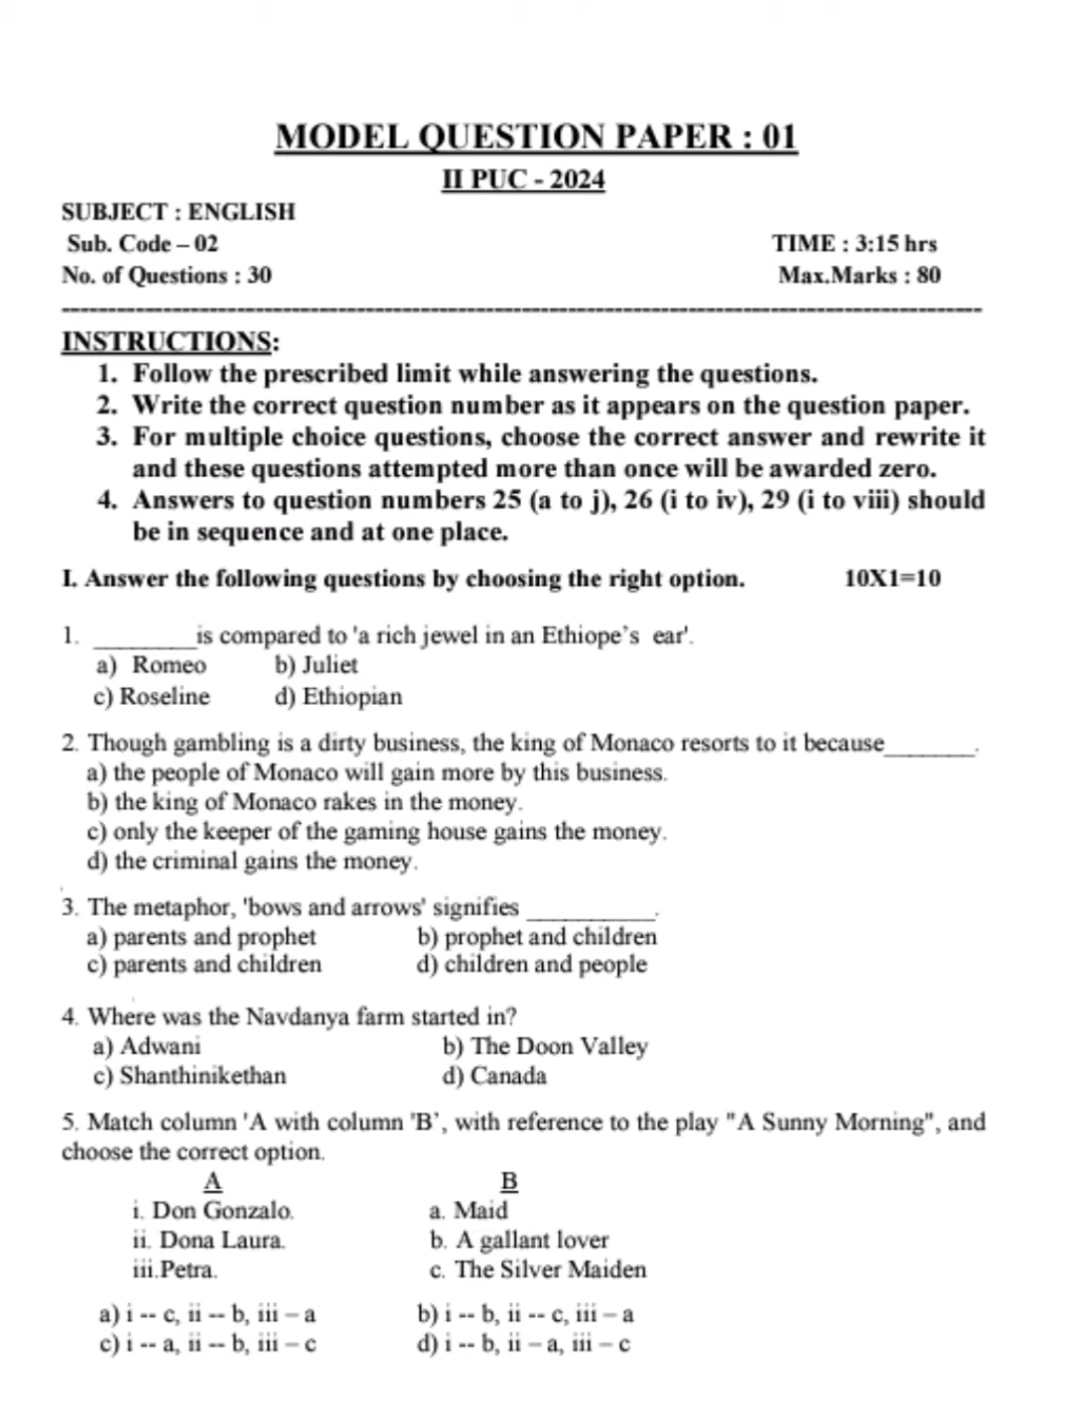 MODEL QUESTION PAPER : 01
II PUC - 2024
SUBJECT : ENGLISH
Sub. Code – 02 TIME : 3:15 hrs
No. of Questions : 30 Max.Marks : 80
INSTRUCTIONS:
1. Follow the prescribed limit while answering the questions.
2. Write the correct question number as it appears on the question paper.
3. For multiple choice questions, choose the correct answer and rewrite it
and these questions attempted more than once will be awarded zero.
4. Answers to question numbers 25 (a to j), 26 (i to iv), 29 (i to viii) should
be in sequence and at one place.
I. Answer the following questions by choosing the right option. 10X1=10
1. ________is compared to 'a rich jewel in an Ethiope’s ear'.
a) Romeo b) Juliet
c) Roseline d) Ethiopian
2. Though gambling is a dirty business, the king of Monaco resorts to it because_______.
a) the people of Monaco will gain more by this business.
b) the king of Monaco rakes in the money.
c) only the keeper of the gaming house gains the money.
d) the criminal gains the money.
3. The metaphor, 'bows and arrows' signifies __________.
a) parents and prophet b) prophet and children
c) parents and children d) children and people
4. Where was the Navdanya farm started in?
a) Adwani b) The Doon Valley
c) Shanthinikethan d) Canada
5. Match column 'A with column 'B’, with reference to the play "A Sunny Morning", and
choose the correct option.
A B
i. Don Gonzalo. a. Maid
ii. Dona Laura. b. A gallant lover
iii.Petra. c. The Silver Maiden
a) i -- c, ii -- b, iii – a b) i -- b, ii -- c, iii – a
c) i -- a, ii -- b, iii – c d) i -- b, ii – a, iii – c